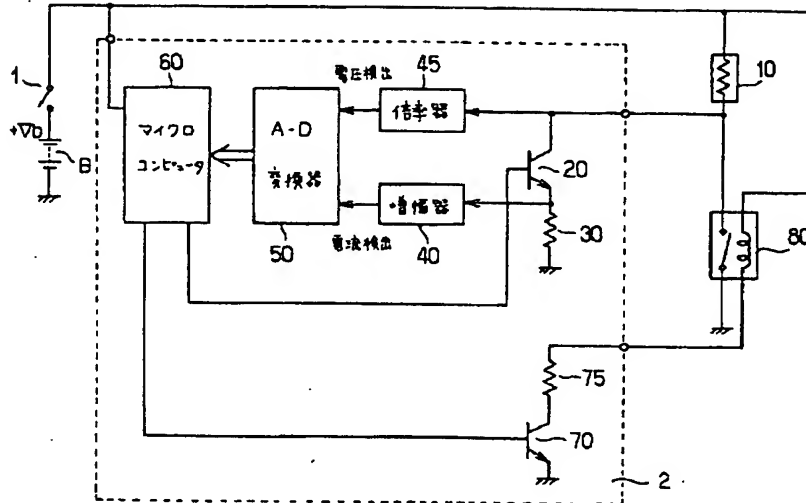 60
電圧検出
45
1
10
マイクロ
コンピュータ
A-D
変換器
倍率器
+VD
B
20
増幅器
30
50
電流検出
40
80
75
70
2